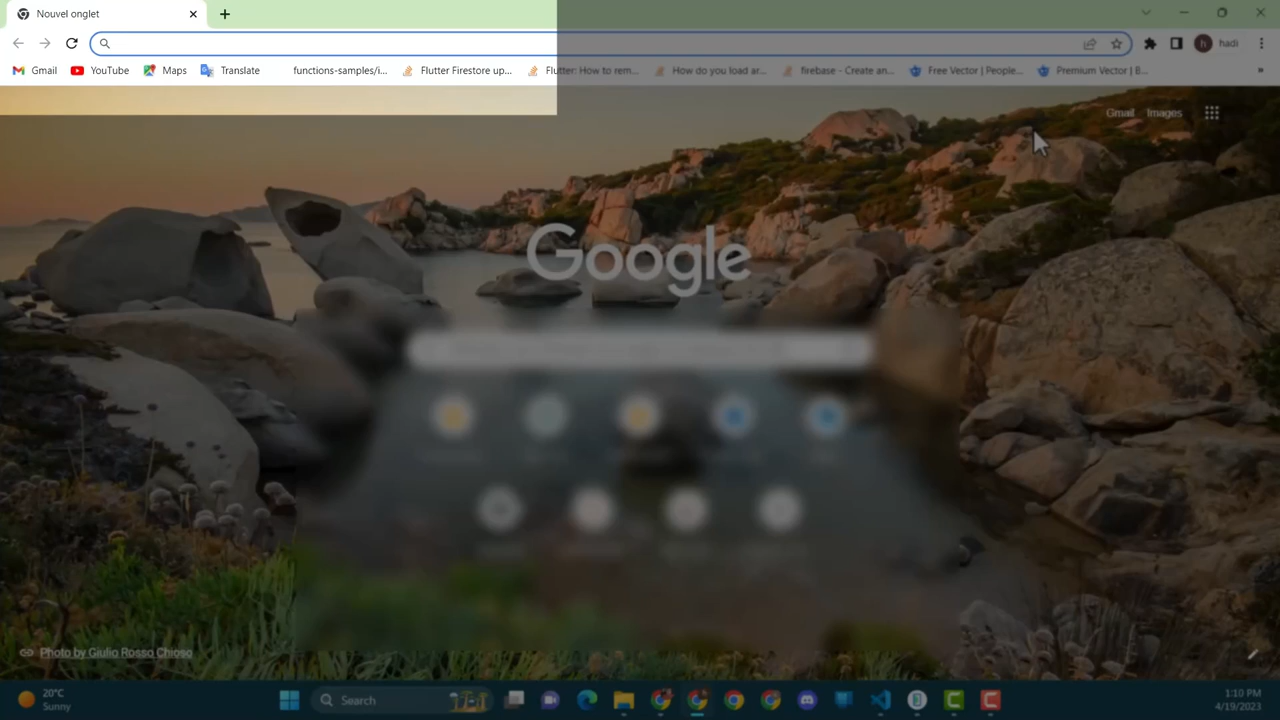 Nouvel onglet
hadi
Gmail YouTube Maps Translate functions-samples/i... Flutter Firestore up... Flutter: How to rem... How do you load ar... firebase - Create an... Free Vector | People... Premium Vector | B... »
Gmail Images
Google
Photo by Giulio Rosso Chioso
20°C
Sunny
Search
1:10 PM
4/19/2023